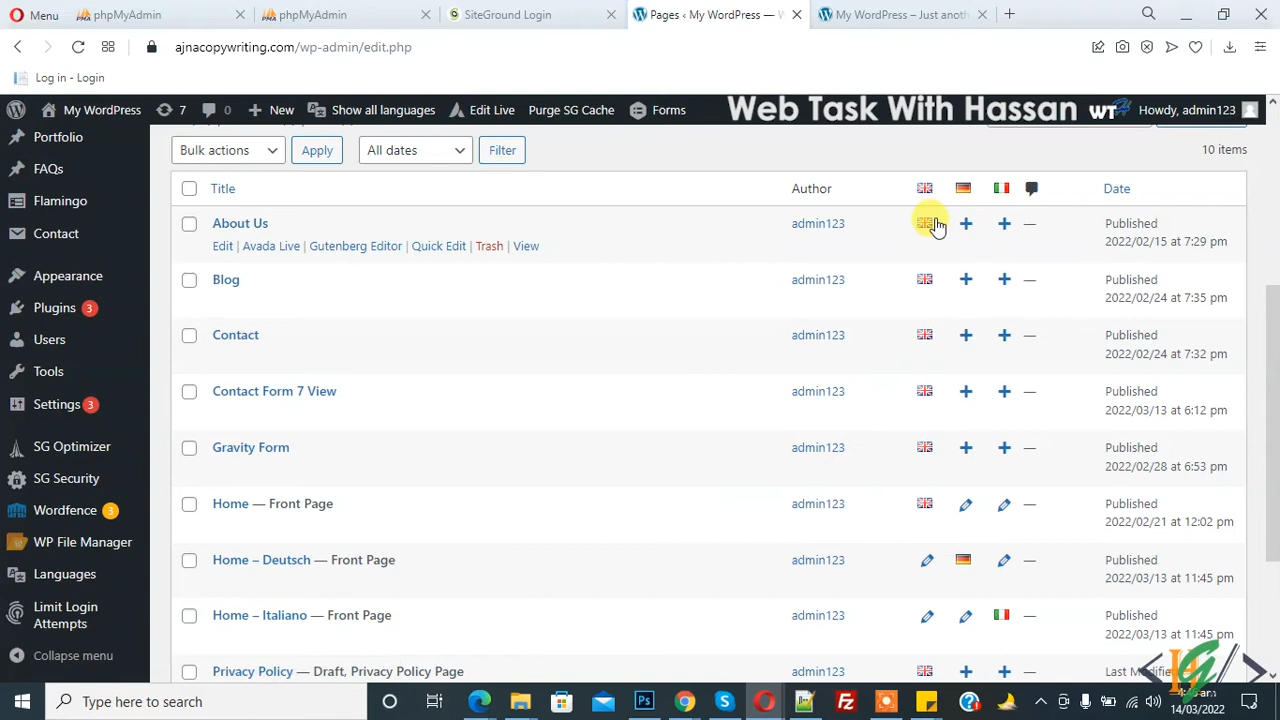 phpMyAdmin
phpMyAdmin
SiteGround Login
Pages ‹ My WordPress —
My WordPress – Just anoth
Menu
ajnacopywriting.com/wp-admin/edit.php
Log in - Login
My WordPress
7
0
New
Show all languages
Edit Live
Purge SG Cache
Forms
Web Task With Hassan
WT
Howdy, admin123
Portfolio
FAQs
Flamingo
Contact
Appearance
Plugins 3
Users
Tools
Settings 3
SG Optimizer
SG Security
Wordfence 3
WP File Manager
Languages
Limit Login
Attempts
Collapse menu
Bulk actions
Apply
All dates
Filter
10 items
Title Author Date
About Us admin123 — Published
2022/02/15 at 7:29 pm
Edit | Avada Live | Gutenberg Editor | Quick Edit | Trash | View
Blog admin123 — Published
2022/02/24 at 7:35 pm
Contact admin123 — Published
2022/02/24 at 7:32 pm
Contact Form 7 View admin123 — Published
2022/03/13 at 6:12 pm
Gravity Form admin123 — Published
2022/02/28 at 6:53 pm
Home — Front Page admin123 — Published
2022/02/21 at 12:02 pm
Home – Deutsch — Front Page admin123 — Published
2022/03/13 at 11:45 pm
Home – Italiano — Front Page admin123 — Published
2022/03/13 at 11:45 pm
Privacy Policy — Draft, Privacy Policy Page admin123 — Last
Type here to search
14/03/2022